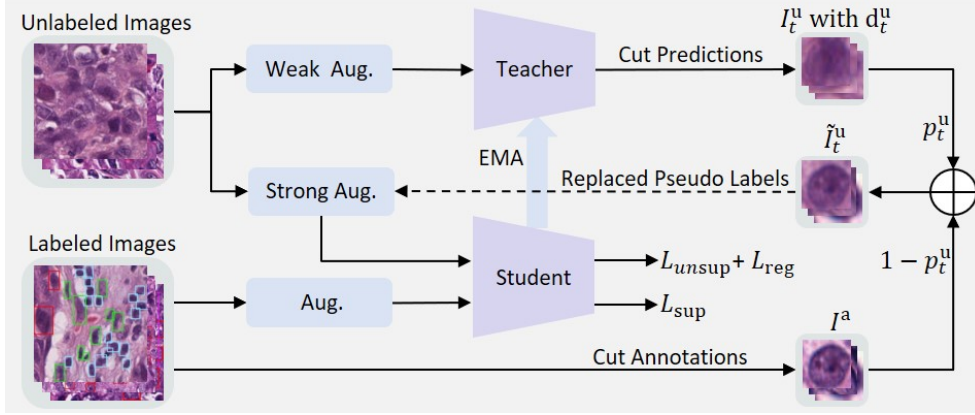 Unlabeled Images
Weak Aug.
Teacher
Cut Predictions
I_t^u with d_t^u
p_t^u
EMA
Ĩ_t^u
Strong Aug.
Replaced Pseudo Labels
Labeled Images
1 − p_t^u
Student
L_unsup + L_reg
Aug.
L_sup
I^a
Cut Annotations